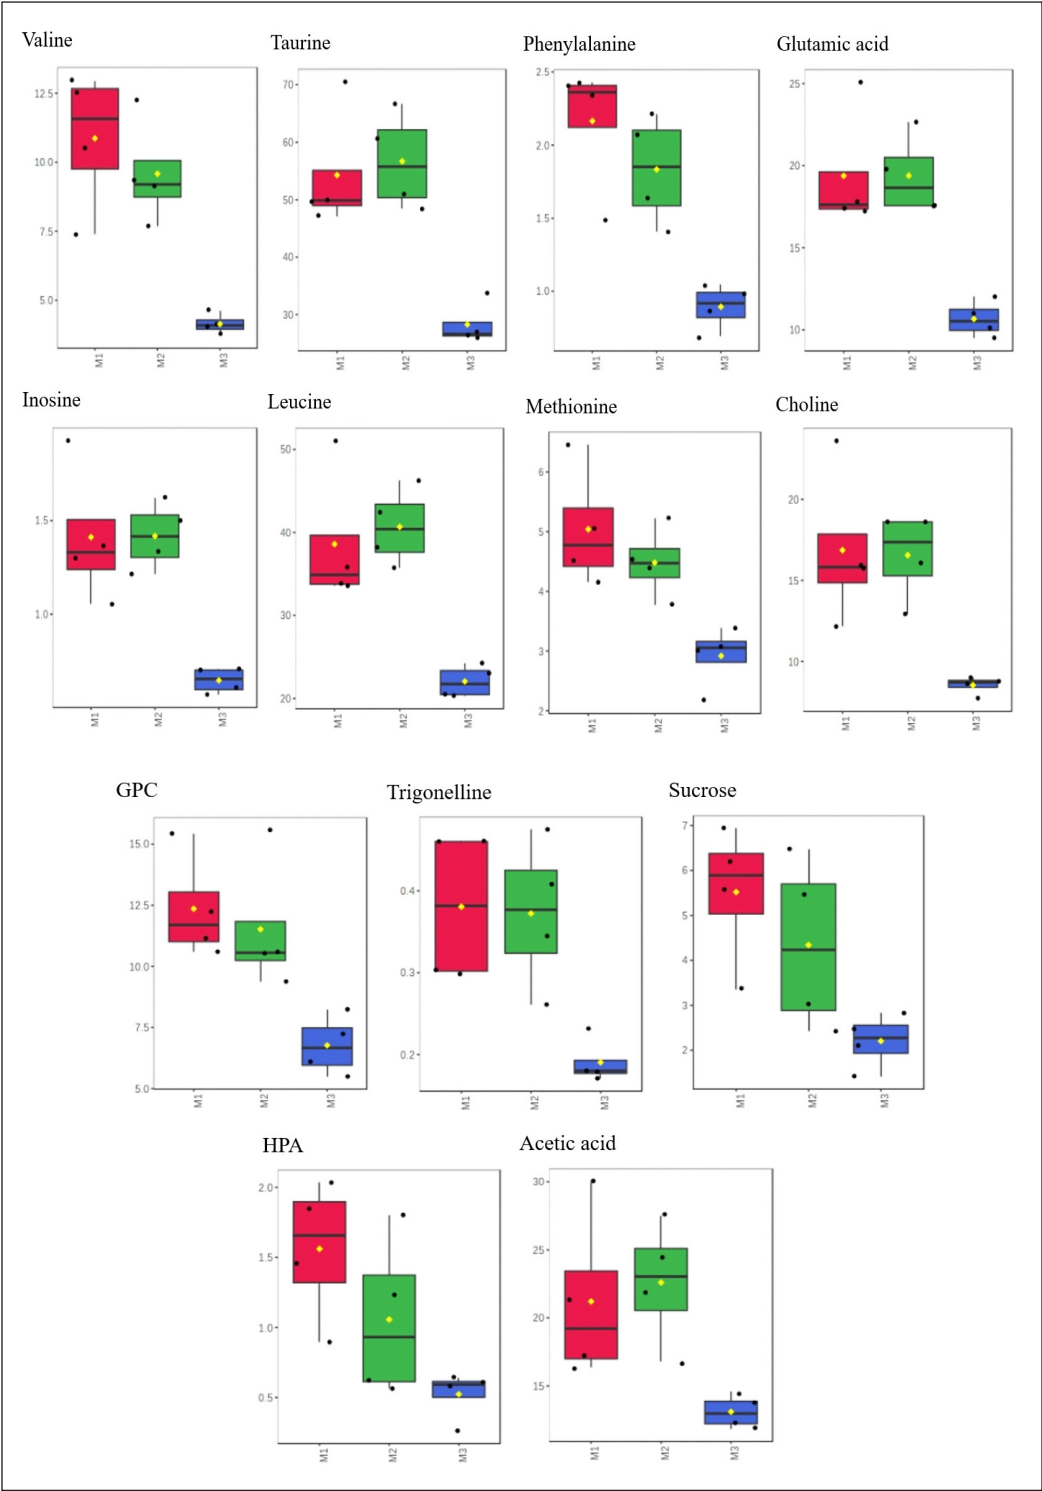 Valine
Taurine
Phenylalanine
Glutamic acid
12.5
10.0
7.5
5.0
M1
M2
M3
70
60
50
40
30
M1
M2
M3
2.5
2.0
1.5
1.0
M1
M2
M3
25
20
15
10
M1
M2
M3
Inosine
Leucine
Methionine
Choline
1.5
1.0
M1
M2
M3
50
40
30
20
M1
M2
M3
6
5
4
3
2
M1
M2
M3
20
15
10
M1
M2
M3
GPC
Trigonelline
Sucrose
15.0
12.5
10.0
7.5
5.0
M1
M2
M3
0.4
0.3
0.2
M1
M2
M3
7
6
5
4
3
2
M1
M2
M3
HPA
Acetic acid
2.0
1.5
1.0
0.5
M1
M2
M3
30
25
20
15
M1
M2
M3